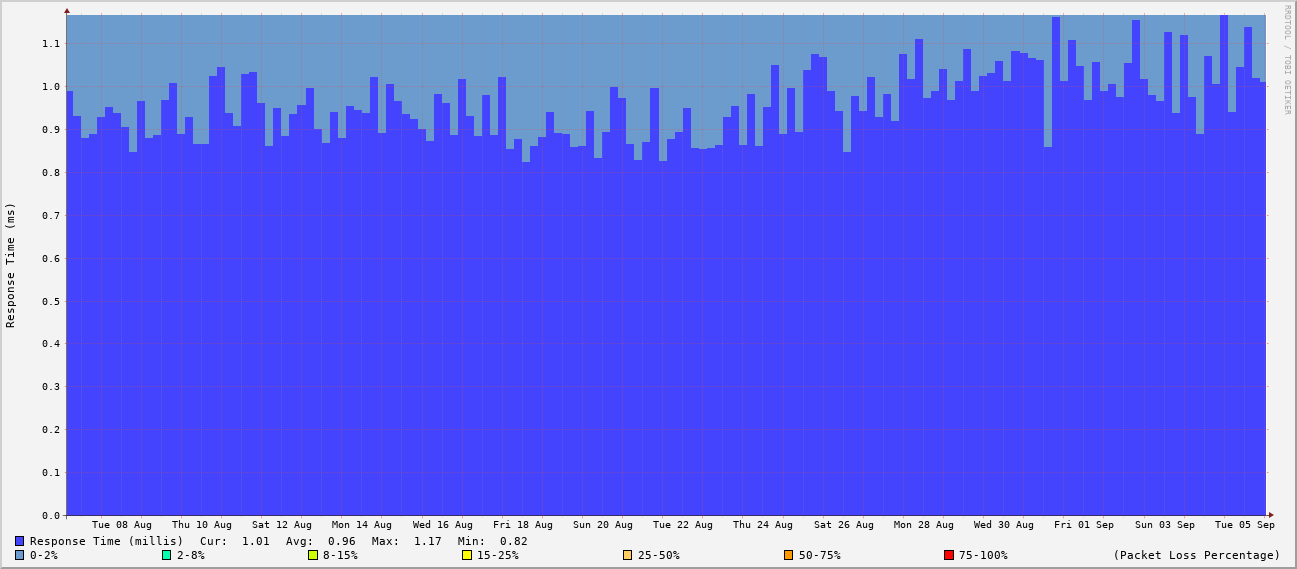 RRDTOOL / TOBI OETIKER
Response Time (ms)
1.1
1.0
0.9
0.8
0.7
0.6
0.5
0.4
0.3
0.2
0.1
0.0
Tue 08 Aug Thu 10 Aug Sat 12 Aug Mon 14 Aug Wed 16 Aug Fri 18 Aug Sun 20 Aug Tue 22 Aug Thu 24 Aug Sat 26 Aug Mon 28 Aug Wed 30 Aug Fri 01 Sep Sun 03 Sep Tue 05 Sep
Response Time (millis) Cur: 1.01 Avg: 0.96 Max: 1.17 Min: 0.82
0-2% 2-8% 8-15% 15-25% 25-50% 50-75% 75-100% (Packet Loss Percentage)